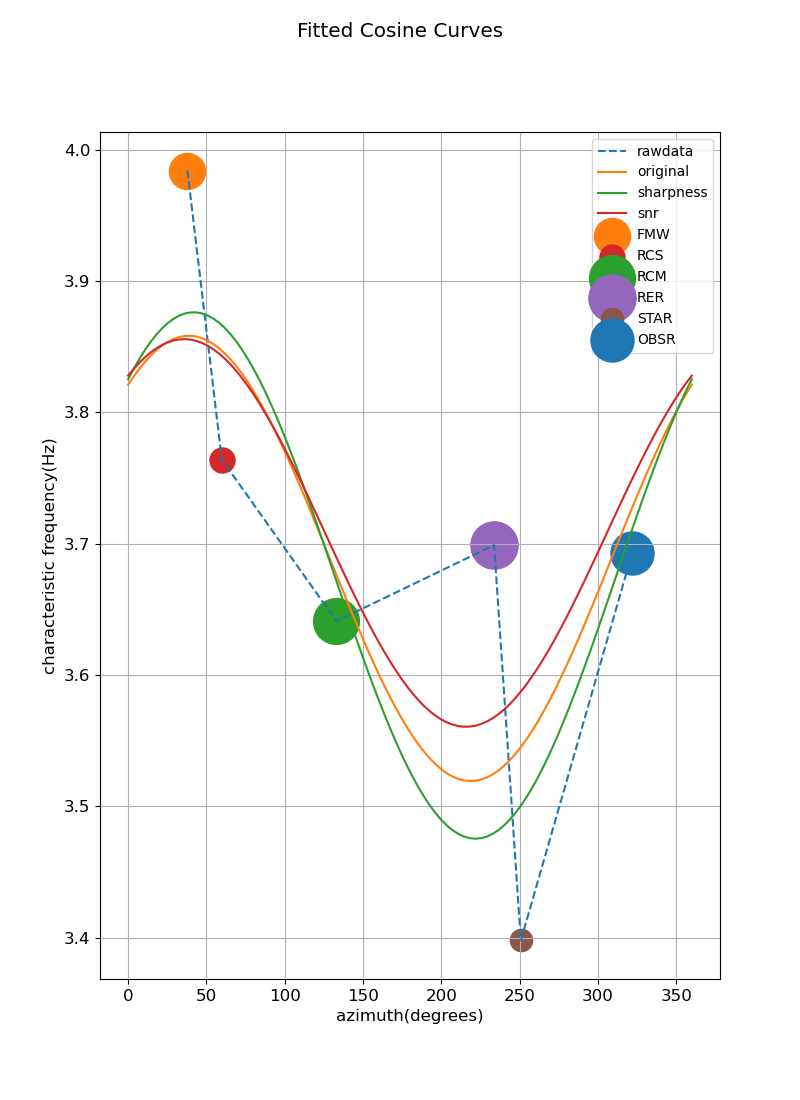 Fitted Cosine Curves
4.0
3.9
3.8
3.7
3.6
3.5
3.4
characteristic frequency(Hz)
rawdata
original
sharpness
snr
FMW
RCS
RCM
RER
STAR
OBSR
0 50 100 150 200 250 300 350
azimuth(degrees)